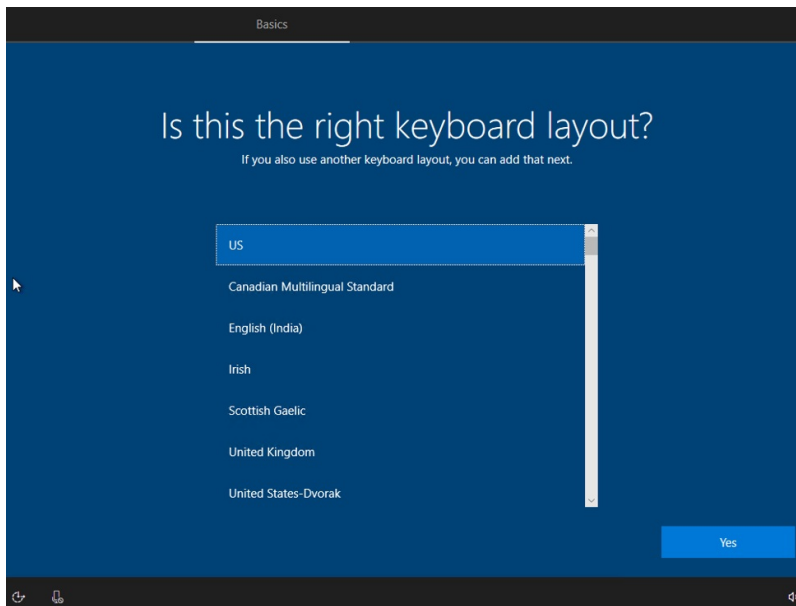 Basics
Is this the right keyboard layout?
If you also use another keyboard layout, you can add that next.
US
Canadian Multilingual Standard
English (India)
Irish
Scottish Gaelic
United Kingdom
United States-Dvorak
Yes